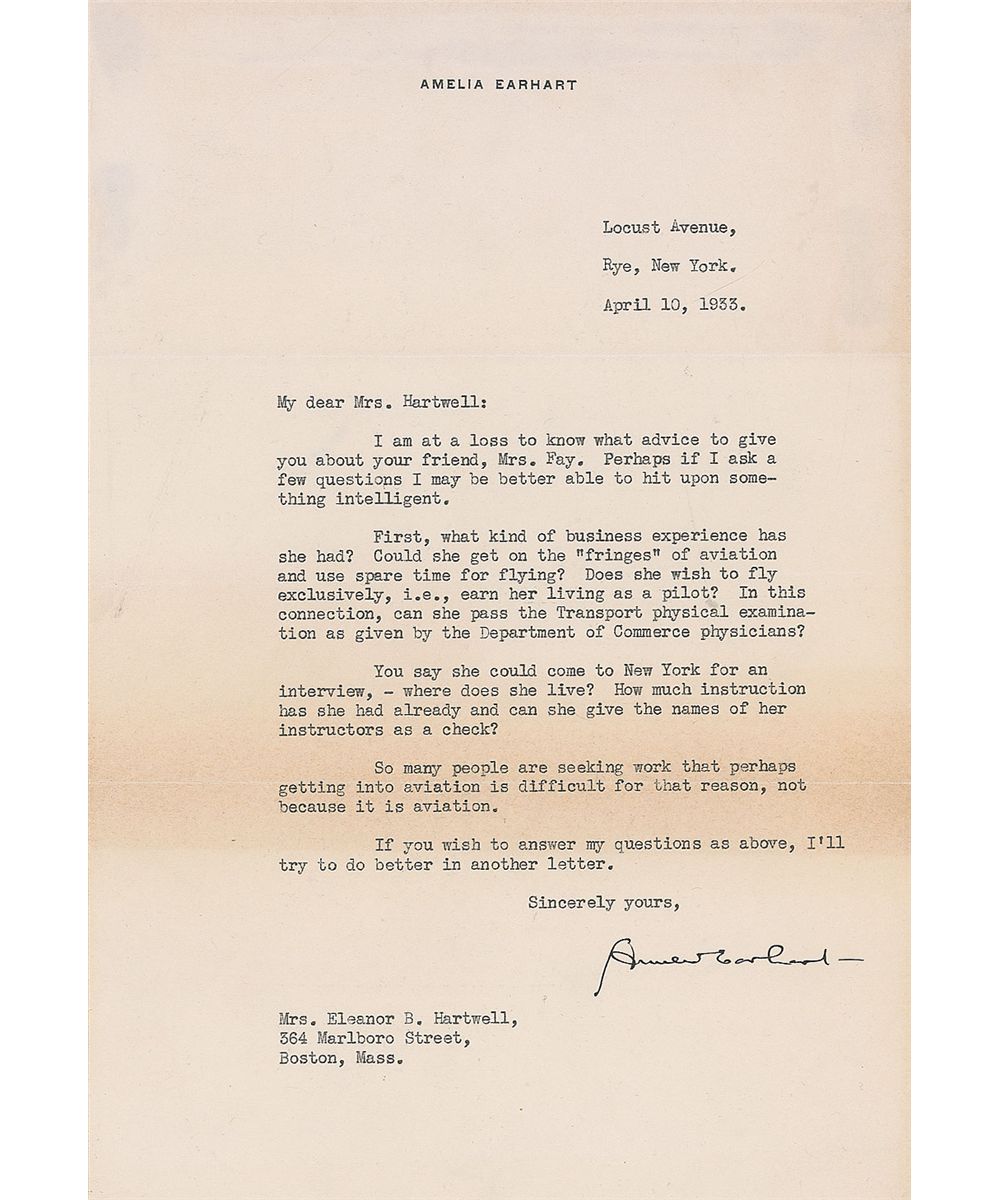 AMELIA EARHART
Locust Avenue,
Rye, New York.
April 10, 1933.
My dear Mrs. Hartwell:
I am at a loss to know what advice to give
you about your friend, Mrs. Fay. Perhaps if I ask a
few questions I may be better able to hit upon some-
thing intelligent.
First, what kind of business experience has
she had? Could she get on the "fringes" of aviation
and use spare time for flying? Does she wish to fly
exclusively, i.e., earn her living as a pilot? In this
connection, can she pass the Transport physical examina-
tion as given by the Department of Commerce physicians?
You say she could come to New York for an
interview, - where does she live? How much instruction
has she had already and can she give the names of her
instructors as a check?
So many people are seeking work that perhaps
getting into aviation is difficult for that reason, not
because it is aviation.
If you wish to answer my questions as above, I'll
try to do better in another letter.
Sincerely yours,
Amelia Earhart
Mrs. Eleanor B. Hartwell,
364 Marlboro Street,
Boston, Mass.